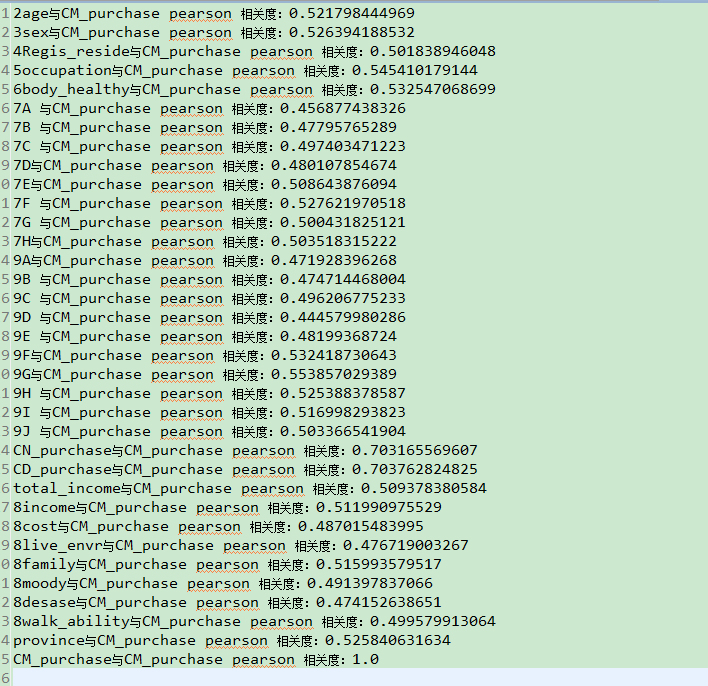 1 2age与CM_purchase pearson 相关度：0.521798444969
2 3sex与CM_purchase pearson 相关度：0.526394188532
3 4Regis_reside与CM_purchase pearson 相关度：0.501838946048
4 5occupation与CM_purchase pearson 相关度：0.545410179144
5 6body_healthy与CM_purchase pearson 相关度：0.532547068699
6 7A 与CM_purchase pearson 相关度：0.456877438326
7 7B 与CM_purchase pearson 相关度：0.47795765289
8 7C 与CM_purchase pearson 相关度：0.497403471223
9 7D与CM_purchase pearson 相关度：0.480107854674
0 7E与CM_purchase pearson 相关度：0.508643876094
1 7F 与CM_purchase pearson 相关度：0.527621970518
2 7G 与CM_purchase pearson 相关度：0.500431825121
3 7H与CM_purchase pearson 相关度：0.503518315222
4 9A与CM_purchase pearson 相关度：0.471928396268
5 9B 与CM_purchase pearson 相关度：0.474714468004
6 9C 与CM_purchase pearson 相关度：0.496206775233
7 9D 与CM_purchase pearson 相关度：0.444579980286
8 9E 与CM_purchase pearson 相关度：0.48199368724
9 9F与CM_purchase pearson 相关度：0.532418730643
0 9G与CM_purchase pearson 相关度：0.553857029389
1 9H 与CM_purchase pearson 相关度：0.525388378587
2 9I 与CM_purchase pearson 相关度：0.516998293823
3 9J 与CM_purchase pearson 相关度：0.503366541904
4 CN_purchase与CM_purchase pearson 相关度：0.703165569607
5 CD_purchase与CM_purchase pearson 相关度：0.703762824825
6 total_income与CM_purchase pearson 相关度：0.509378380584
7 8income与CM_purchase pearson 相关度：0.511990975529
8 8cost与CM_purchase pearson 相关度：0.487015483995
9 8live_envr与CM_purchase pearson 相关度：0.476719003267
0 8family与CM_purchase pearson 相关度：0.515993579517
1 8moody与CM_purchase pearson 相关度：0.491397837066
2 8desase与CM_purchase pearson 相关度：0.474152638651
3 8walk_ability与CM_purchase pearson 相关度：0.499579913064
4 province与CM_purchase pearson 相关度：0.525840631634
5 CM_purchase与CM_purchase pearson 相关度：1.0
6